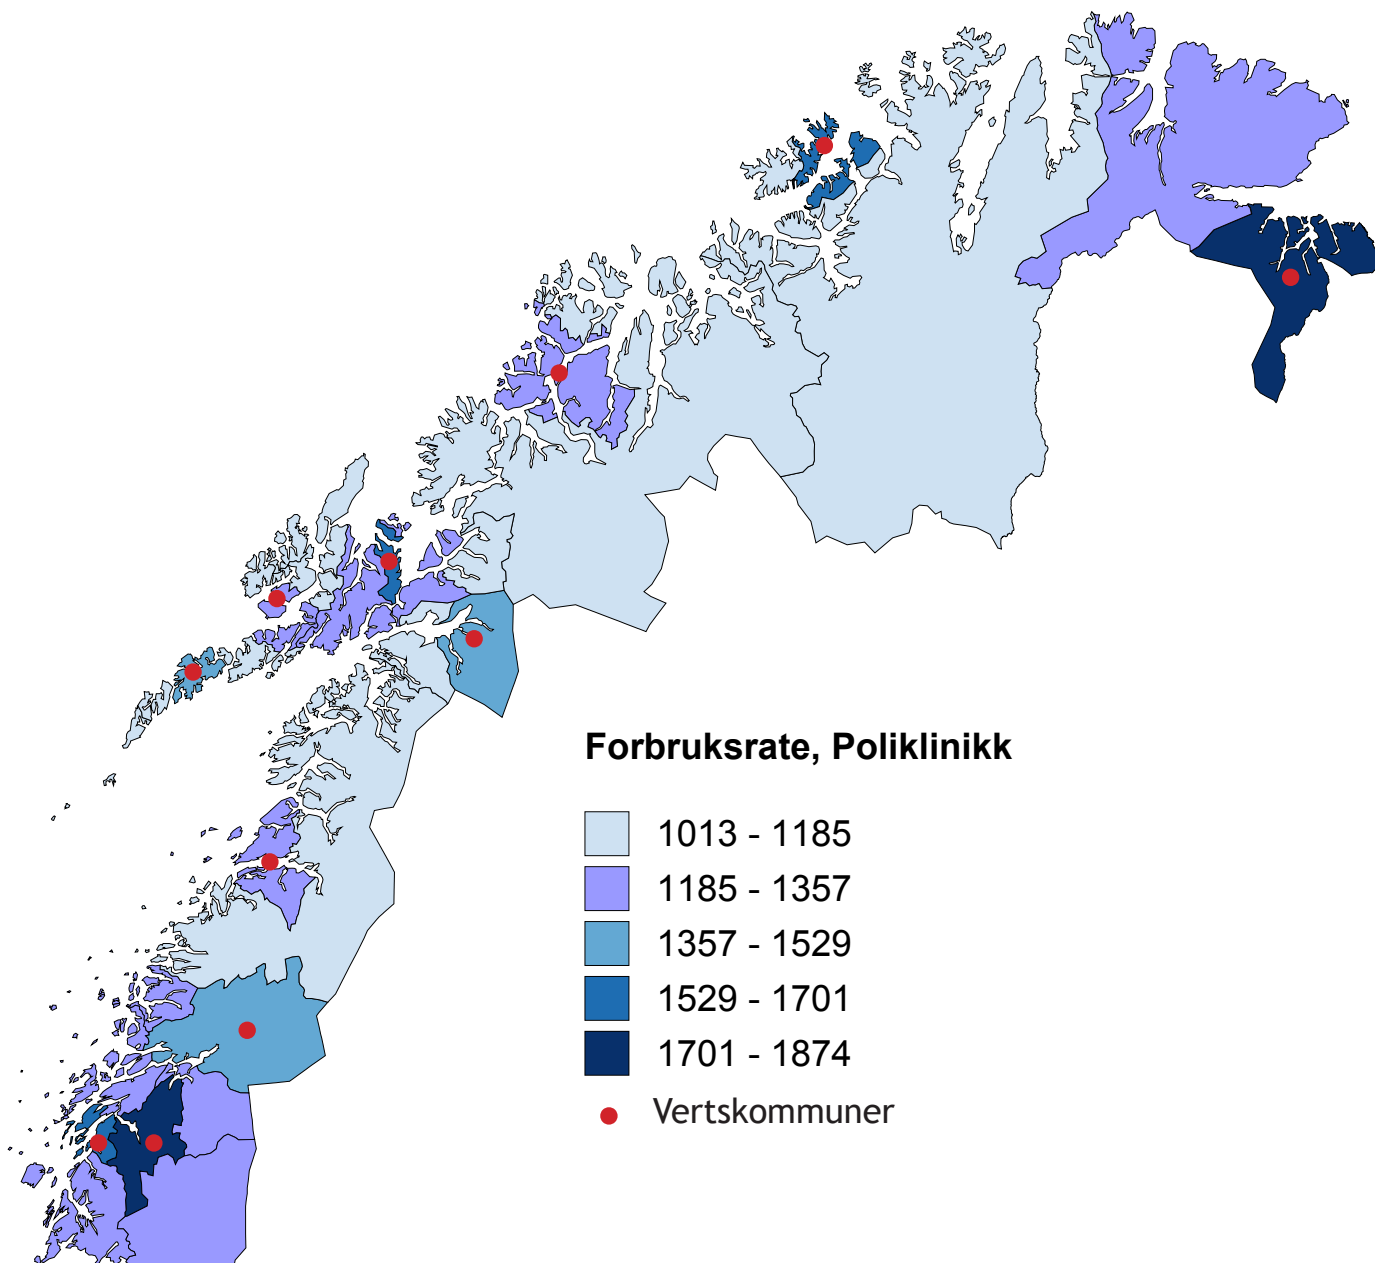 Forbruksrate, Poliklinikk
1013 - 1185
1185 - 1357
1357 - 1529
1529 - 1701
1701 - 1874
Vertskommuner